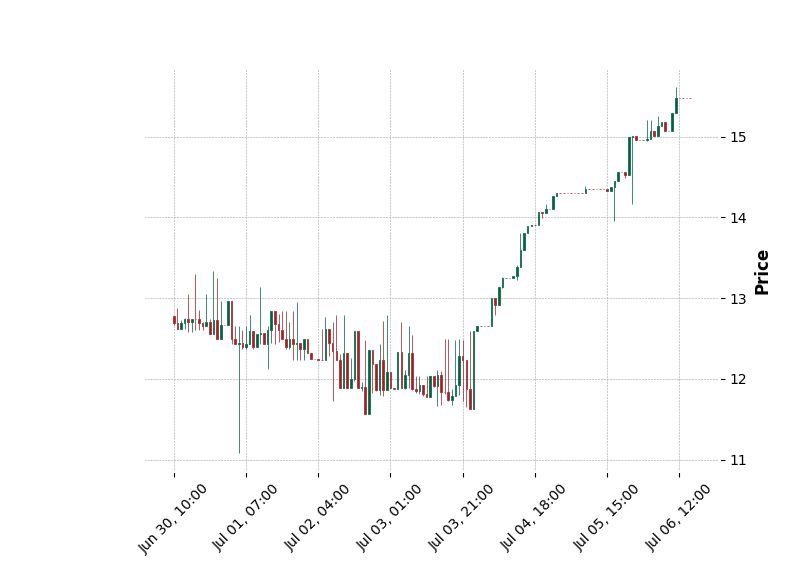 15
14
13
12
11
Price
Jun 30, 10:00
Jul 01, 07:00
Jul 02, 04:00
Jul 03, 01:00
Jul 03, 21:00
Jul 04, 18:00
Jul 05, 15:00
Jul 06, 12:00